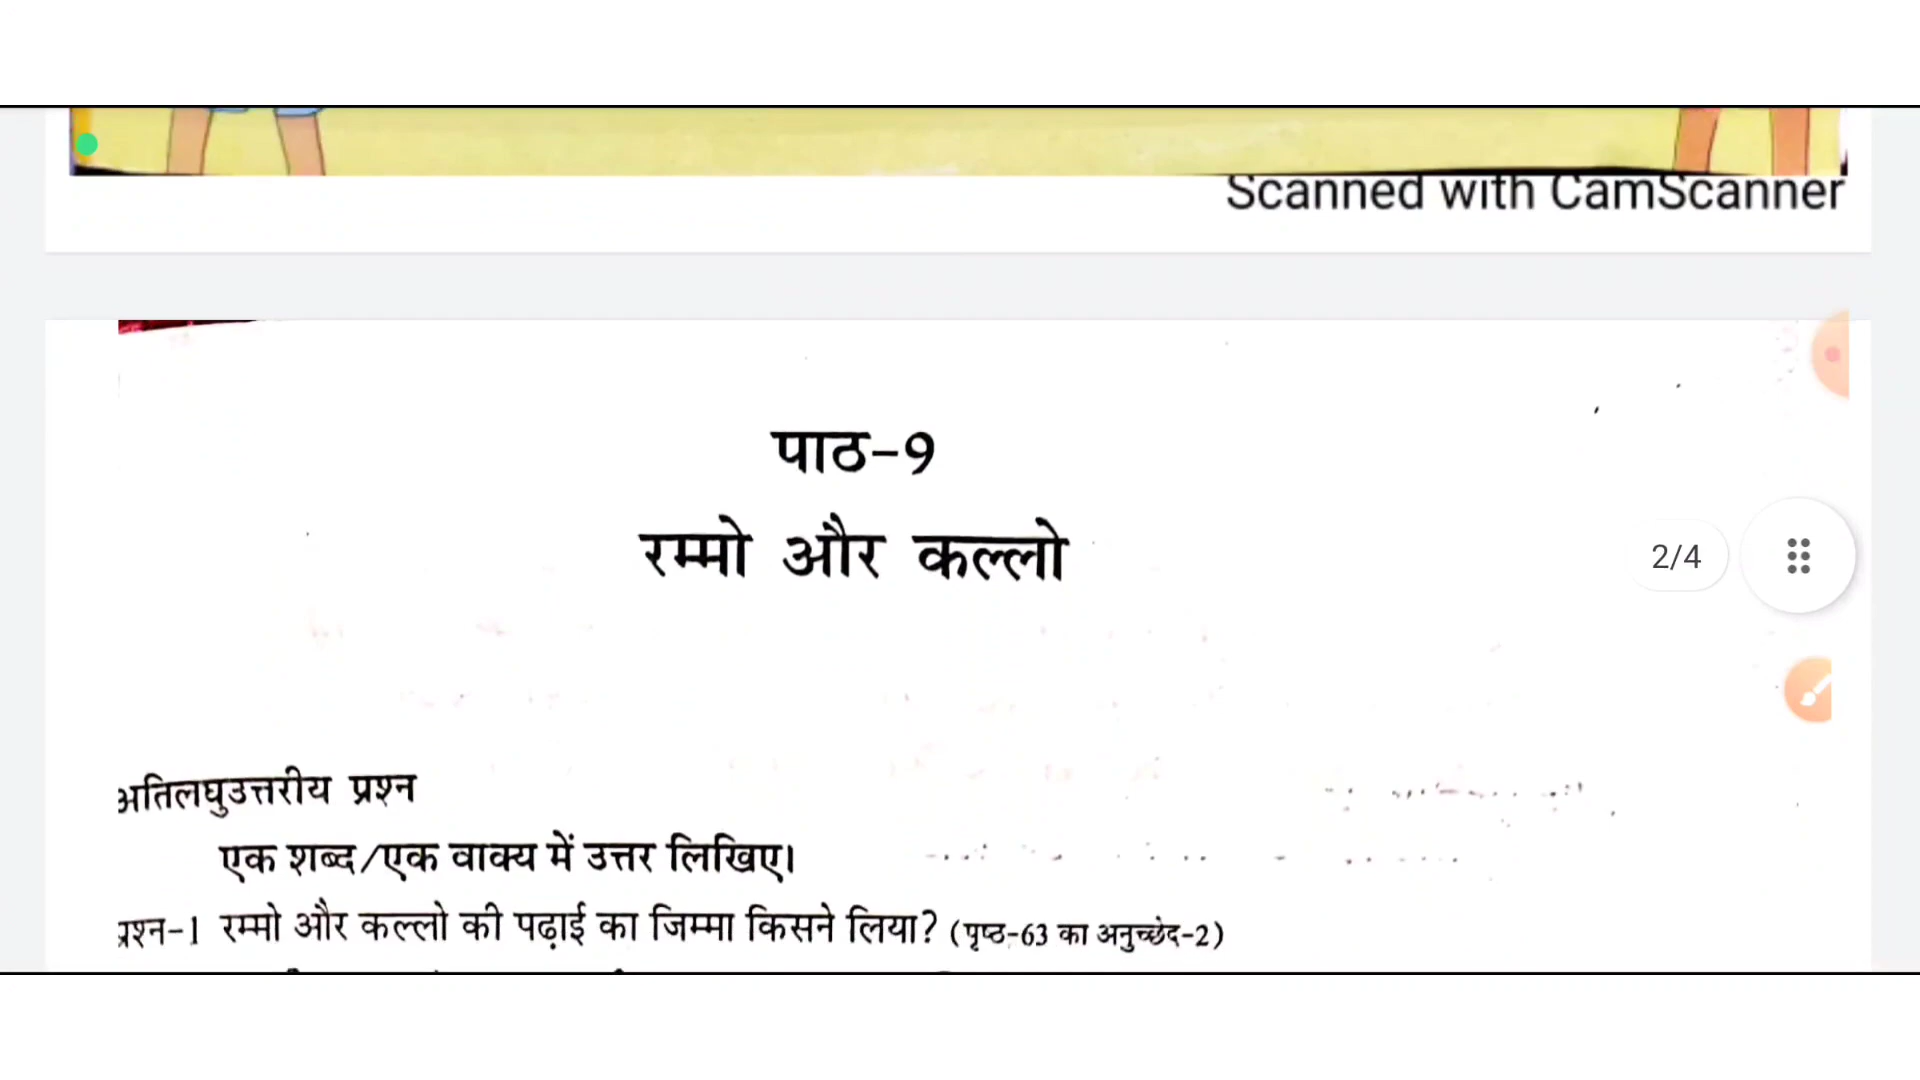 Scanned with CamScanner
पाठ-9
रम्मो और कल्लो
2/4
अतिलघुउत्तरीय प्रश्न
एक शब्द/एक वाक्य में उत्तर लिखिए।
प्रश्न-1 रम्मो और कल्लो की पढ़ाई का जिम्मा किसने लिया? (पृष्ठ-63 का अनुच्छेद-2)